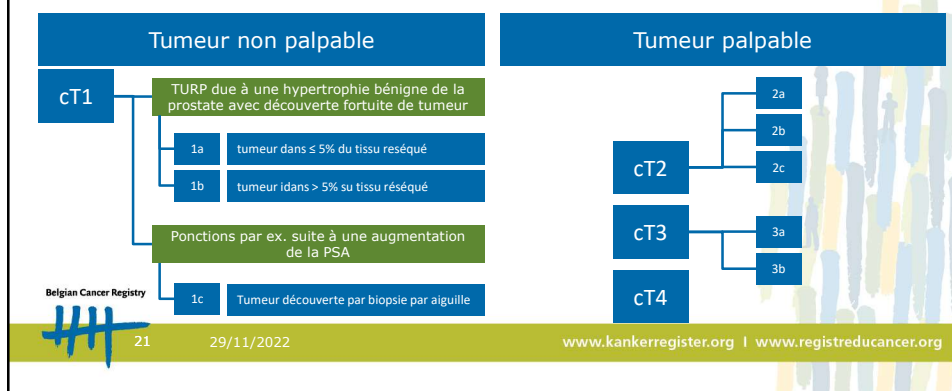 Tumeur non palpable
cT1
TURP due à une hypertrophie bénigne de la
prostate avec découverte fortuite de tumeur
1a
tumeur dans ≤ 5% du tissu reséqué
1b
tumeur idans > 5% su tissu réséqué
Ponctions par ex. suite à une augmentation
de la PSA
1c
Tumeur découverte par biopsie par aiguille
Tumeur palpable
cT2
2a
2b
2c
cT3
3a
3b
cT4
Belgian Cancer Registry
21
29/11/2022
www.kankerregister.org I www.registreducancer.org